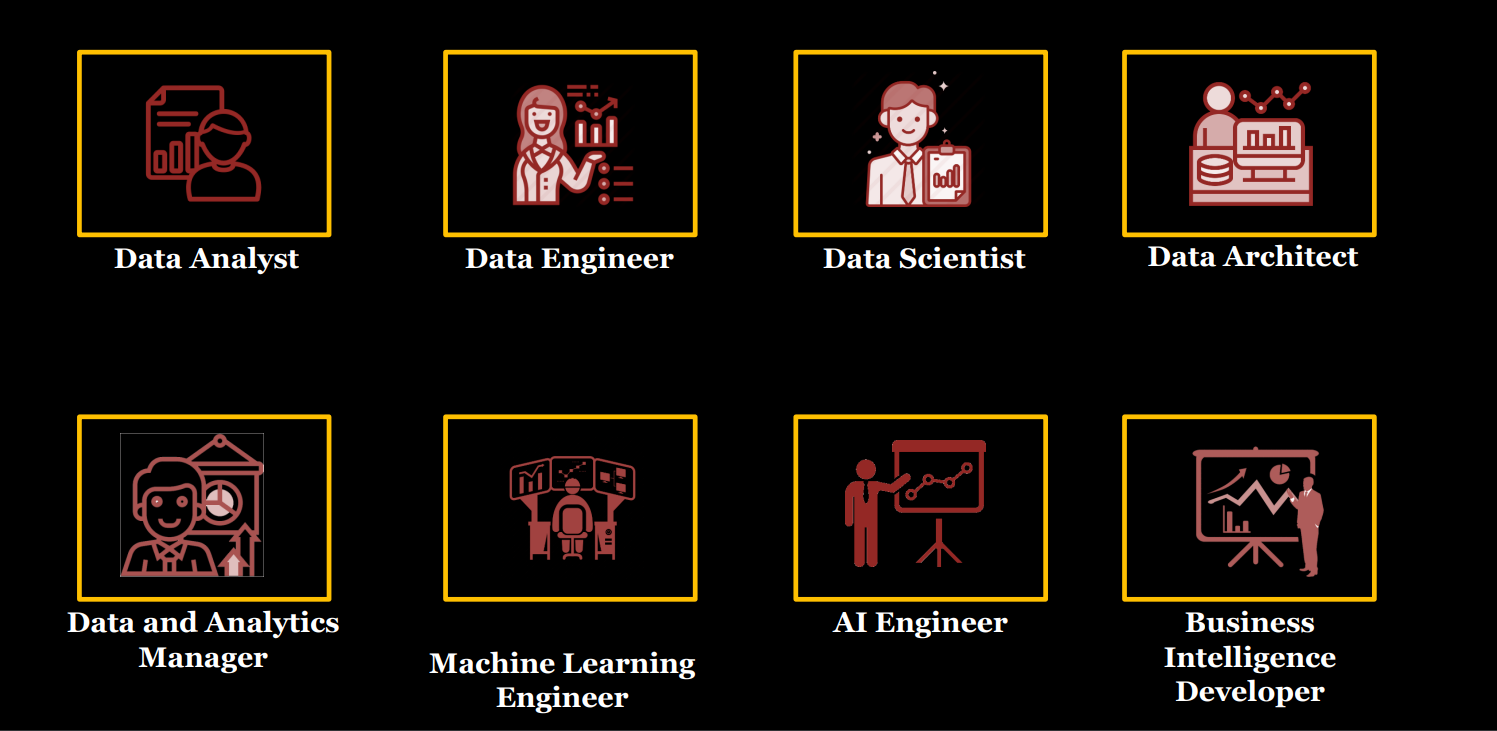 Data Analyst
Data Engineer
Data Scientist
Data Architect
Data and Analytics
Manager
Machine Learning
Engineer
AI Engineer
Business
Intelligence
Developer